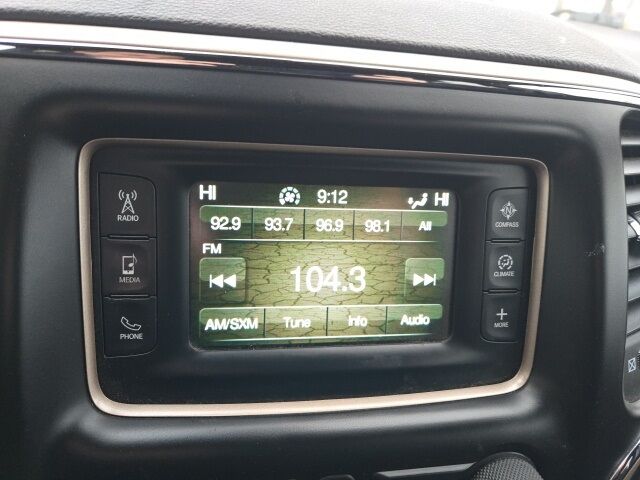 HI 9:12 HI
92.9 93.7 96.9 98.1 All
FM
104.3
AM/SXM Tune Info Audio
RADIO
MEDIA
PHONE
N
COMPASS
CLIMATE
+
MORE